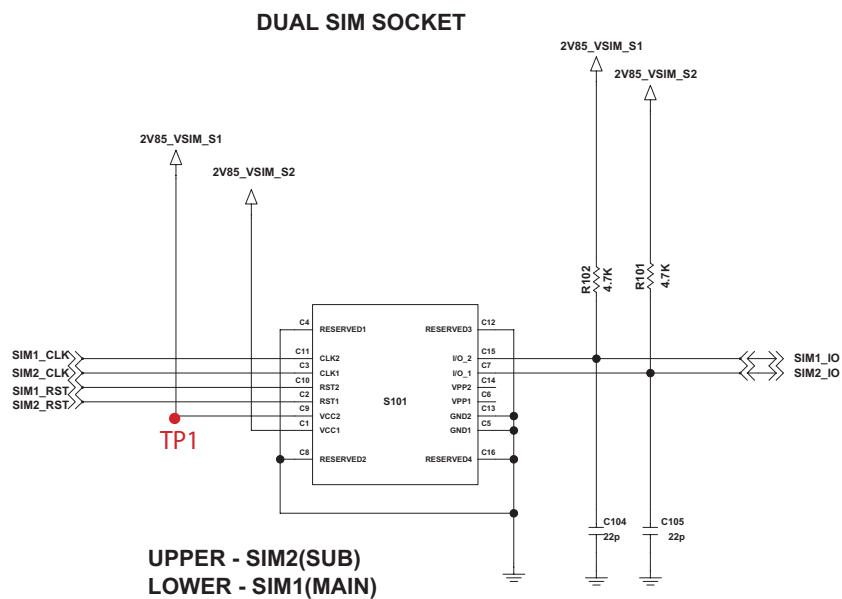 DUAL SIM SOCKET
2V85_VSIM_S1
2V85_VSIM_S2
2V85_VSIM_S1
2V85_VSIM_S2
R102
4.7K
R101
4.7K
C4
RESERVED1
RESERVED3
C12
SIM1_CLK
C11
CLK2
I/O_2
C15
SIM1_IO
SIM2_CLK
C3
CLK1
I/O_1
C7
SIM2_IO
SIM1_RST
C10
RST2
VPP2
C14
SIM2_RST
C2
RST1
S101
VPP1
C6
C9
VCC2
GND2
C13
TP1
C1
VCC1
GND1
C5
C8
RESERVED2
RESERVED4
C16
C104
22p
C105
22p
UPPER - SIM2(SUB)
LOWER - SIM1(MAIN)